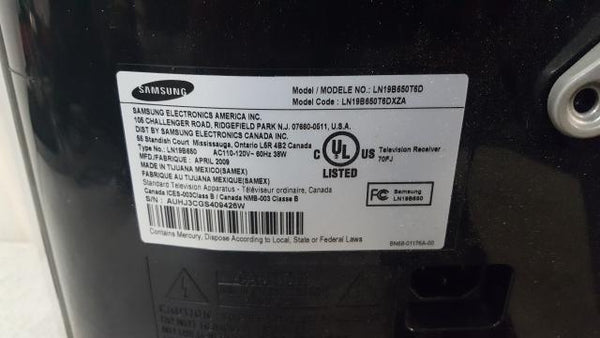 SAMSUNG
Model / MODELE NO.: LN19B650T6D
Model Code : LN19B650T6DXZA
SAMSUNG ELECTRONICS AMERICA INC.
105 CHALLENGER ROAD, RIDGEFIELD PARK N.J. 07660-0511, U.S.A.
DIST BY SAMSUNG ELECTRONICS CANADA INC.
55 Standish Court Mississauga, Ontario L5R 4B2 Canada
Type No.: LN19B650 AC110-120V~ 60Hz 38W
MFD./FABRIQUE : APRIL 2009
MADE IN TIJUANA MEXICO(SAMEX)
FABRIQUE AU TIJUANA MEXIQUE(SAMEX)
Standard Television Apparatus - Téléviseur ordinaire, Canada
Canada ICES-003Class B / Canada NMB-003 Classe B
S/N : AUHJ3CGS409426W
Contains Mercury, Dispose According to Local, State or Federal Laws
C UL US
LISTED
Television Receiver
70FJ
FC Samsung
LN19B650
BN68-01176A-00
CAUTION